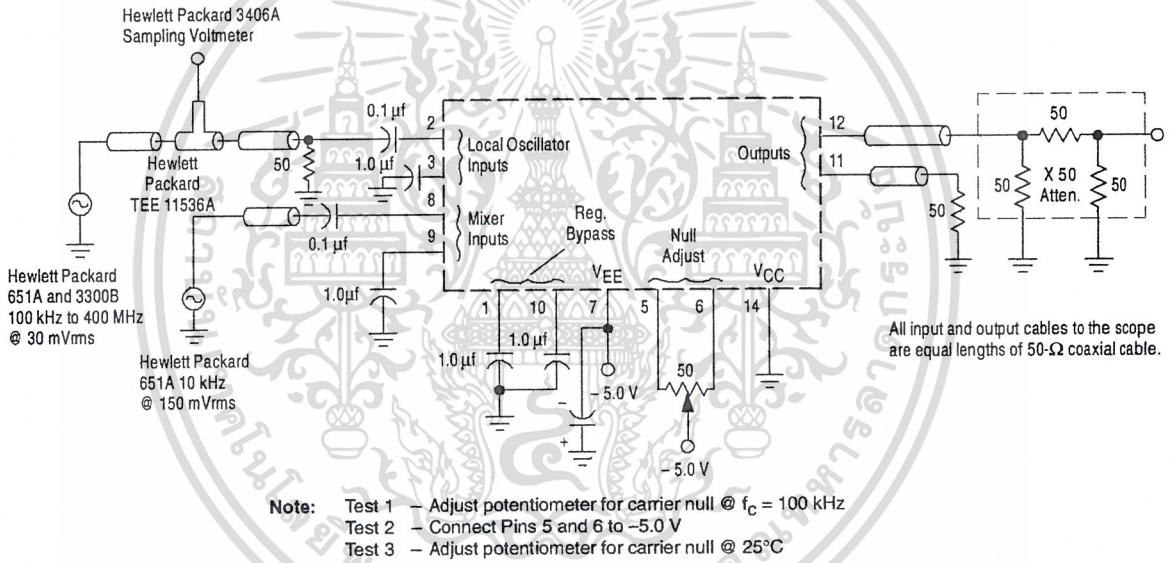 Hewlett Packard 3406A
Sampling Voltmeter
Hewlett
Packard
TEE 11536A
50
0.1 µf
1.0 µf
2
3
8
9
Local Oscillator
Inputs
Mixer
Inputs
0.1 µf
1.0µf
Hewlett Packard
651A and 3300B
100 kHz to 400 MHz
@ 30 mVrms
Hewlett Packard
651A 10 kHz
@ 150 mVrms
Reg.
Bypass
VEE
Null
Adjust
VCC
1
10
7
5
6
14
1.0 µf
1.0 µf
–
+
– 5.0 V
50
– 5.0 V
Outputs
12
11
50
50
50
X 50
Atten.
50
All input and output cables to the scope
are equal lengths of 50-Ω coaxial cable.
Note: Test 1 – Adjust potentiometer for carrier null @ fC = 100 kHz
Test 2 – Connect Pins 5 and 6 to –5.0 V
Test 3 – Adjust potentiometer for carrier null @ 25°C